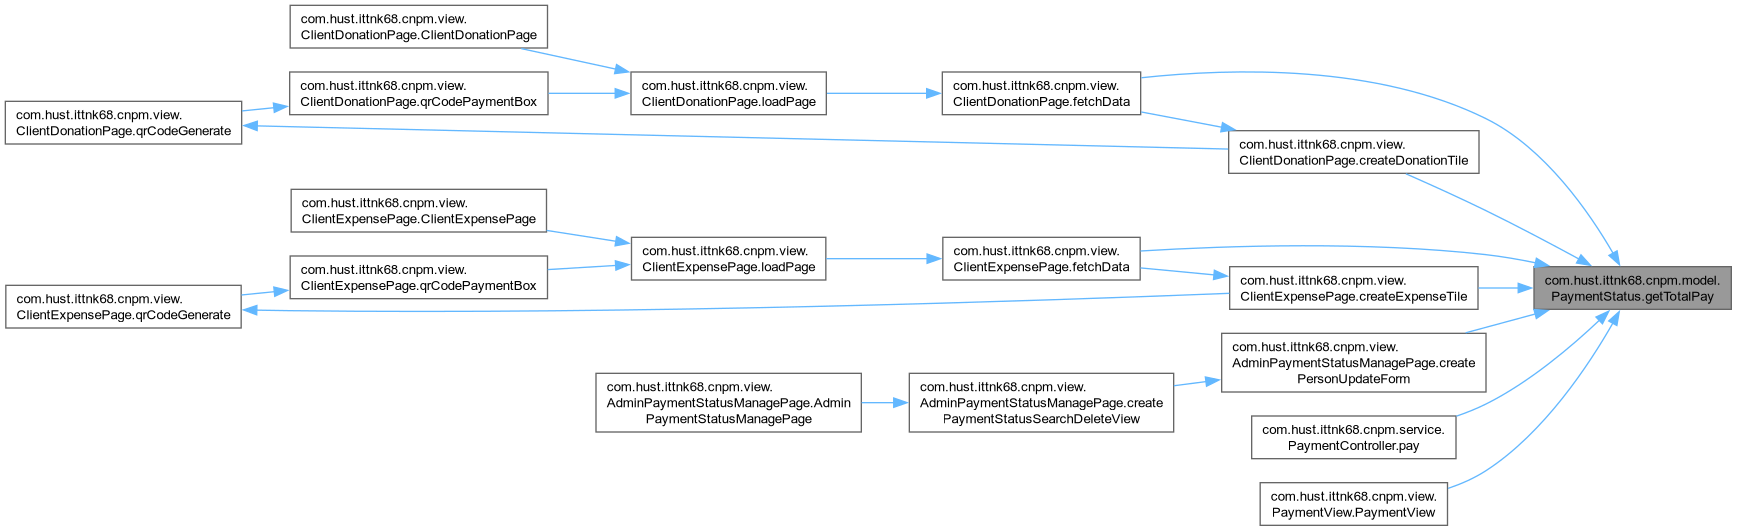 com.hust.ittnk68.cnpm.view.
ClientDonationPage.ClientDonationPage
com.hust.ittnk68.cnpm.view.
ClientDonationPage.qrCodePaymentBox
com.hust.ittnk68.cnpm.view.
ClientDonationPage.loadPage
com.hust.ittnk68.cnpm.view.
ClientDonationPage.fetchData
com.hust.ittnk68.cnpm.view.
ClientDonationPage.qrCodeGenerate
com.hust.ittnk68.cnpm.view.
ClientDonationPage.createDonationTile
com.hust.ittnk68.cnpm.view.
ClientExpensePage.ClientExpensePage
com.hust.ittnk68.cnpm.view.
ClientExpensePage.loadPage
com.hust.ittnk68.cnpm.view.
ClientExpensePage.fetchData
com.hust.ittnk68.cnpm.view.
ClientExpensePage.qrCodePaymentBox
com.hust.ittnk68.cnpm.view.
ClientExpensePage.createExpenseTile
com.hust.ittnk68.cnpm.model.
PaymentStatus.getTotalPay
com.hust.ittnk68.cnpm.view.
ClientExpensePage.qrCodeGenerate
com.hust.ittnk68.cnpm.view.
AdminPaymentStatusManagePage.create
PersonUpdateForm
com.hust.ittnk68.cnpm.view.
AdminPaymentStatusManagePage.Admin
PaymentStatusManagePage
com.hust.ittnk68.cnpm.view.
AdminPaymentStatusManagePage.create
PaymentStatusSearchDeleteView
com.hust.ittnk68.cnpm.service.
PaymentController.pay
com.hust.ittnk68.cnpm.view.
PaymentView.PaymentView